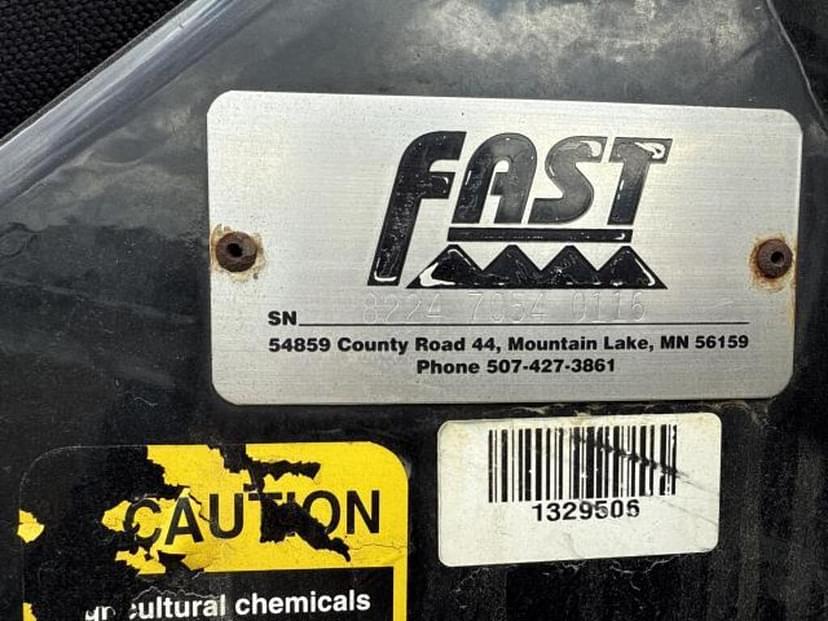 FAST
SN 8224 7054 0116
54859 County Road 44, Mountain Lake, MN 56159
Phone 507-427-3861
1329506
CAUTION
cultural chemicals